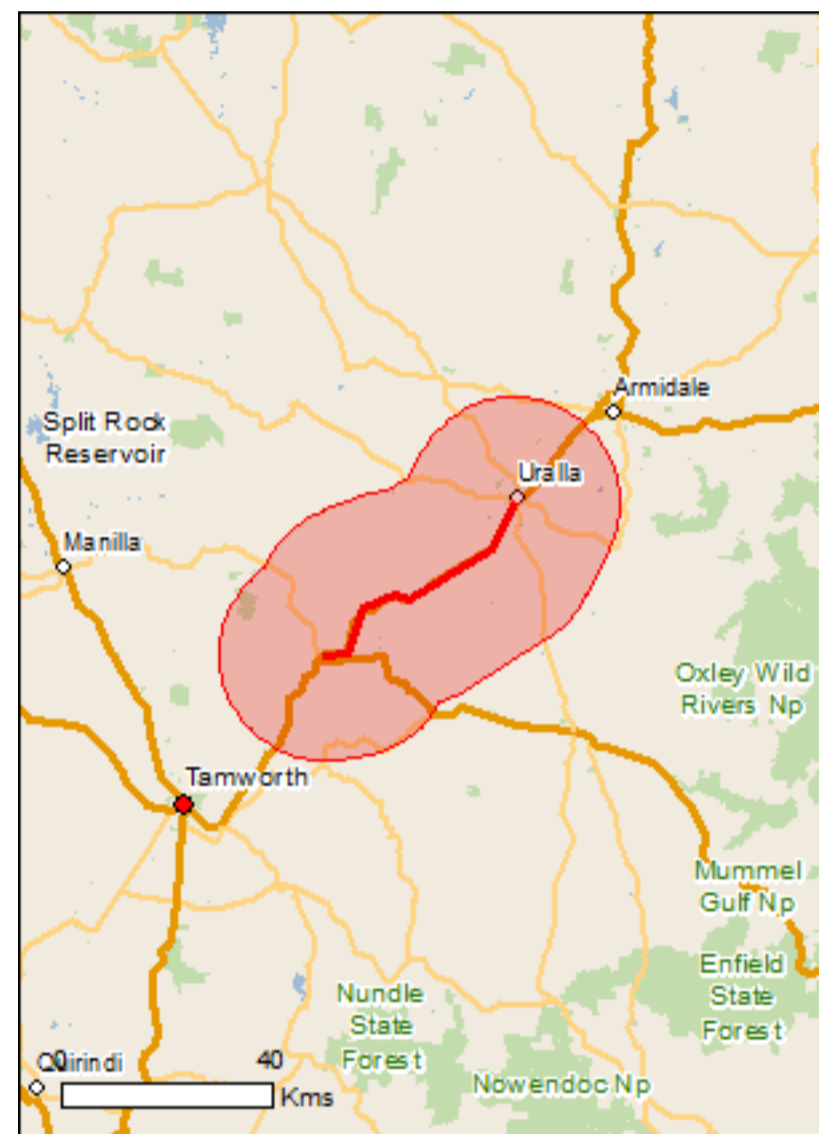 Armidale
Split Rock
Reservoir
Uralla
Manilla
Oxley Wild
Rivers Np
Tamworth
Mummel
Gulf Np
Enfield
State
Forest
Nundle
State
Forest
Quirindi
0
40
Kms
Nowendoc Np